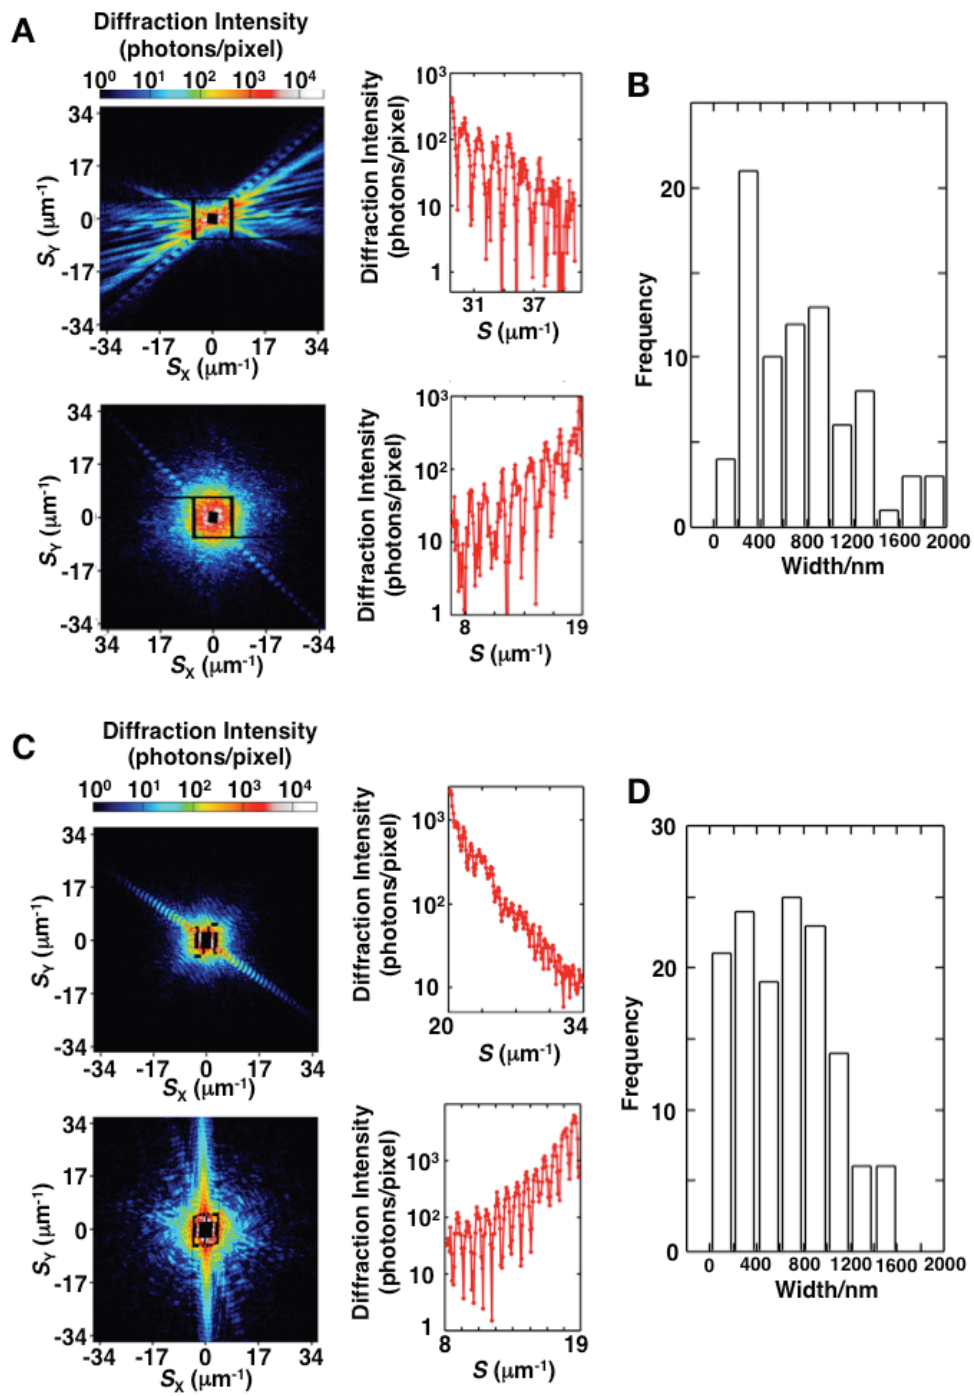 A
Diffraction Intensity
(photons/pixel)
10⁰ 10¹ 10² 10³ 10⁴
34
17
0
-17
-34
S_Y (μm⁻¹)
-34 -17 0 17 34
S_X (μm⁻¹)
Diffraction Intensity
(photons/pixel)
10³
10²
10
1
31 37
S (μm⁻¹)
34
17
0
-17
-34
S_Y (μm⁻¹)
34 17 0 -17 -34
S_X (μm⁻¹)
Diffraction Intensity
(photons/pixel)
10³
10²
10
1
8 19
S (μm⁻¹)
B
Frequency
20
10
0
0 400 800 1200 1600 2000
Width/nm
C
Diffraction Intensity
(photons/pixel)
10⁰ 10¹ 10² 10³ 10⁴
34
17
0
-17
-34
S_Y (μm⁻¹)
-34 -17 0 17 34
S_X (μm⁻¹)
Diffraction Intensity
(photons/pixel)
10³
10²
10
20 34
S (μm⁻¹)
34
17
0
-17
-34
S_Y (μm⁻¹)
-34 -17 0 17 34
S_X (μm⁻¹)
Diffraction Intensity
(photons/pixel)
10³
10²
10
1
8 19
S (μm⁻¹)
D
Frequency
30
20
10
0
0 400 800 1200 1600 2000
Width/nm